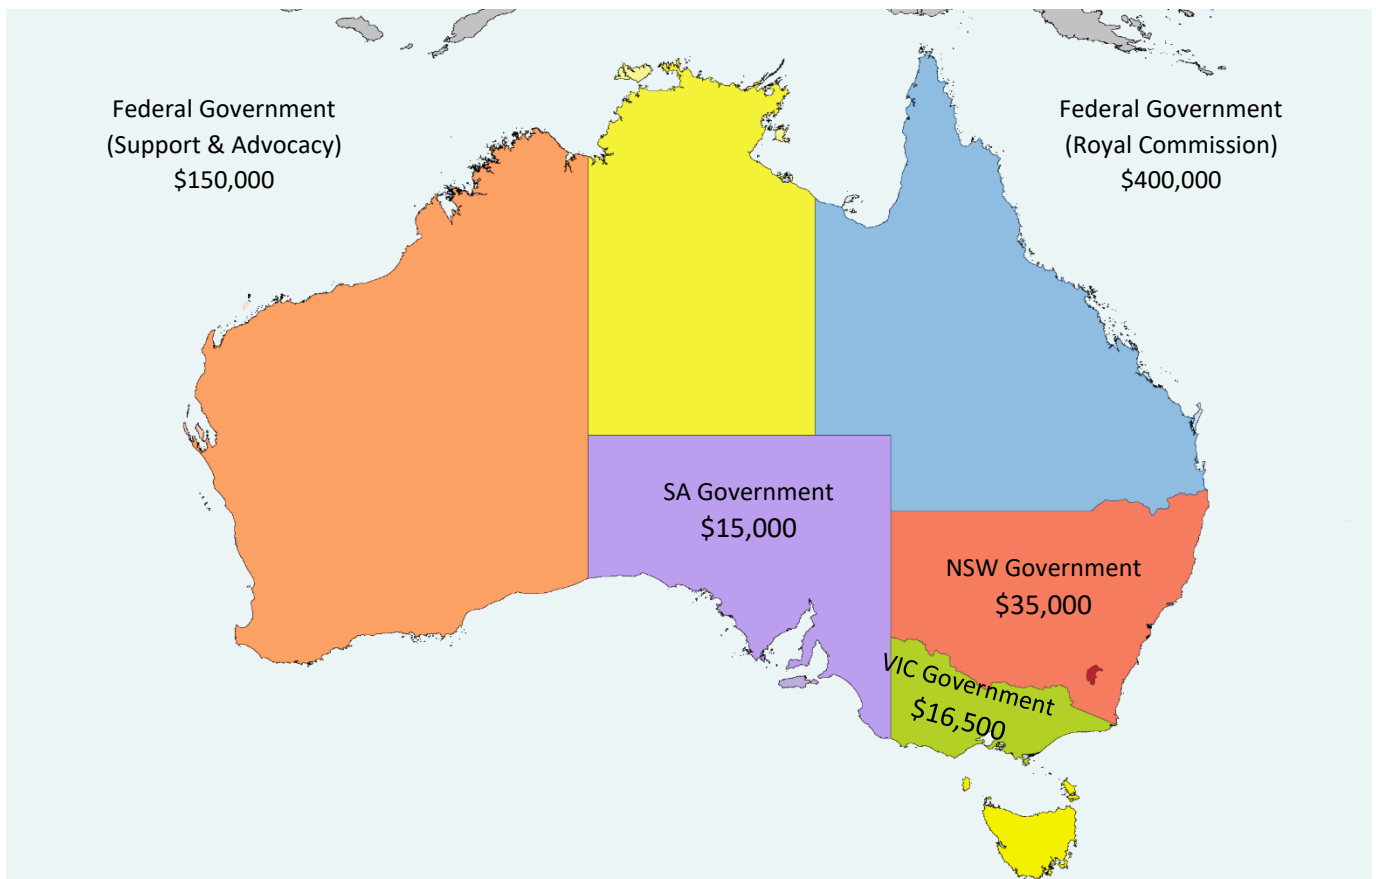 Federal Government
(Support & Advocacy)
$150,000
Federal Government
(Royal Commission)
$400,000
SA Government
$15,000
NSW Government
$35,000
VIC Government
$16,500